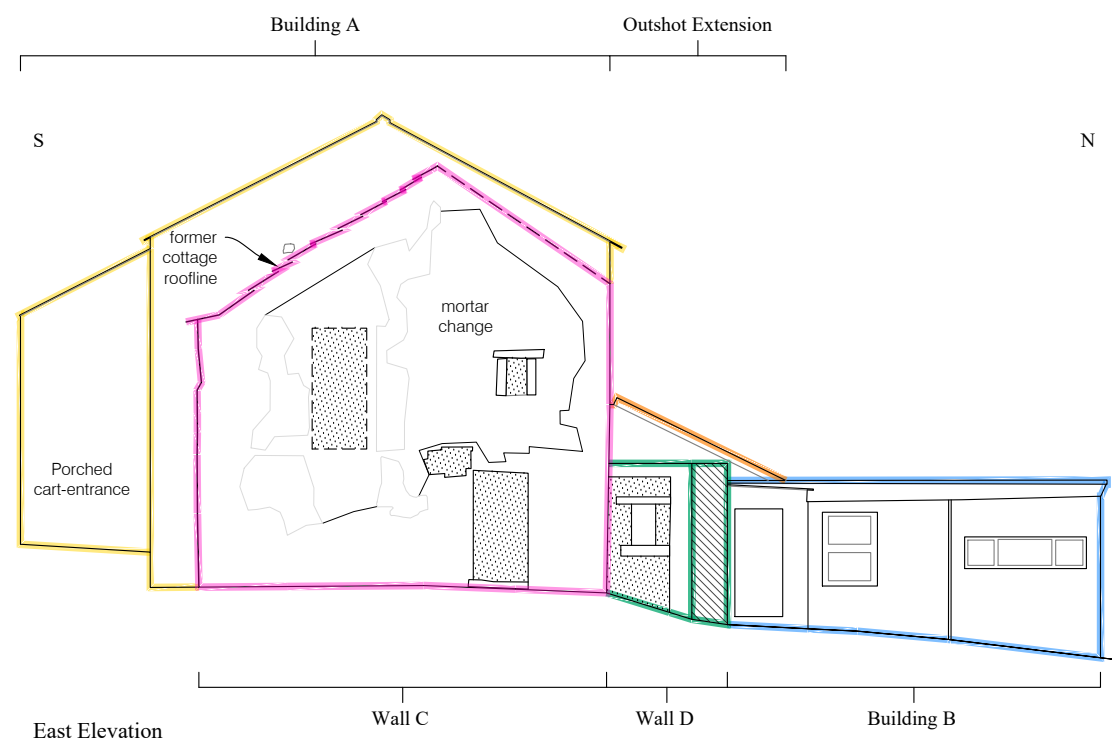 Building A
Outshot Extension
S
N
former
cottage
roofline
mortar
change
Porched
cart-entrance
Wall C
Wall D
Building B
East Elevation